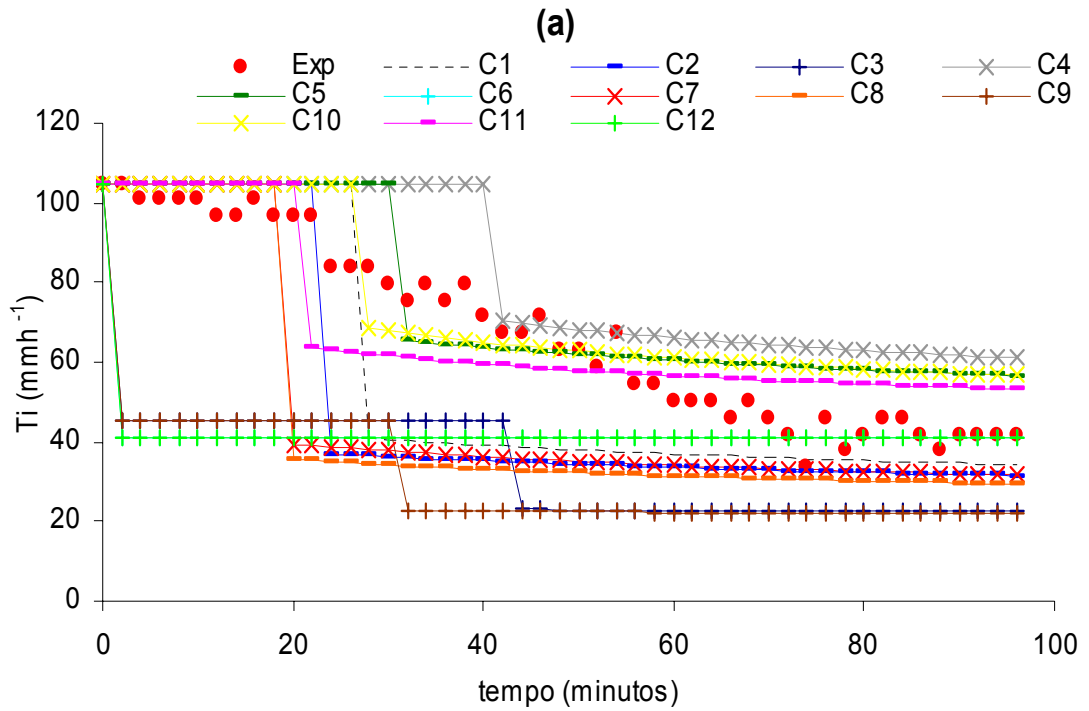 (a)
Exp C1 C2 C3 C4
C5 C6 C7 C8 C9
C10 C11 C12
120
100
80
60
40
20
0
Ti (mmh⁻¹)
0 20 40 60 80 100
tempo (minutos)